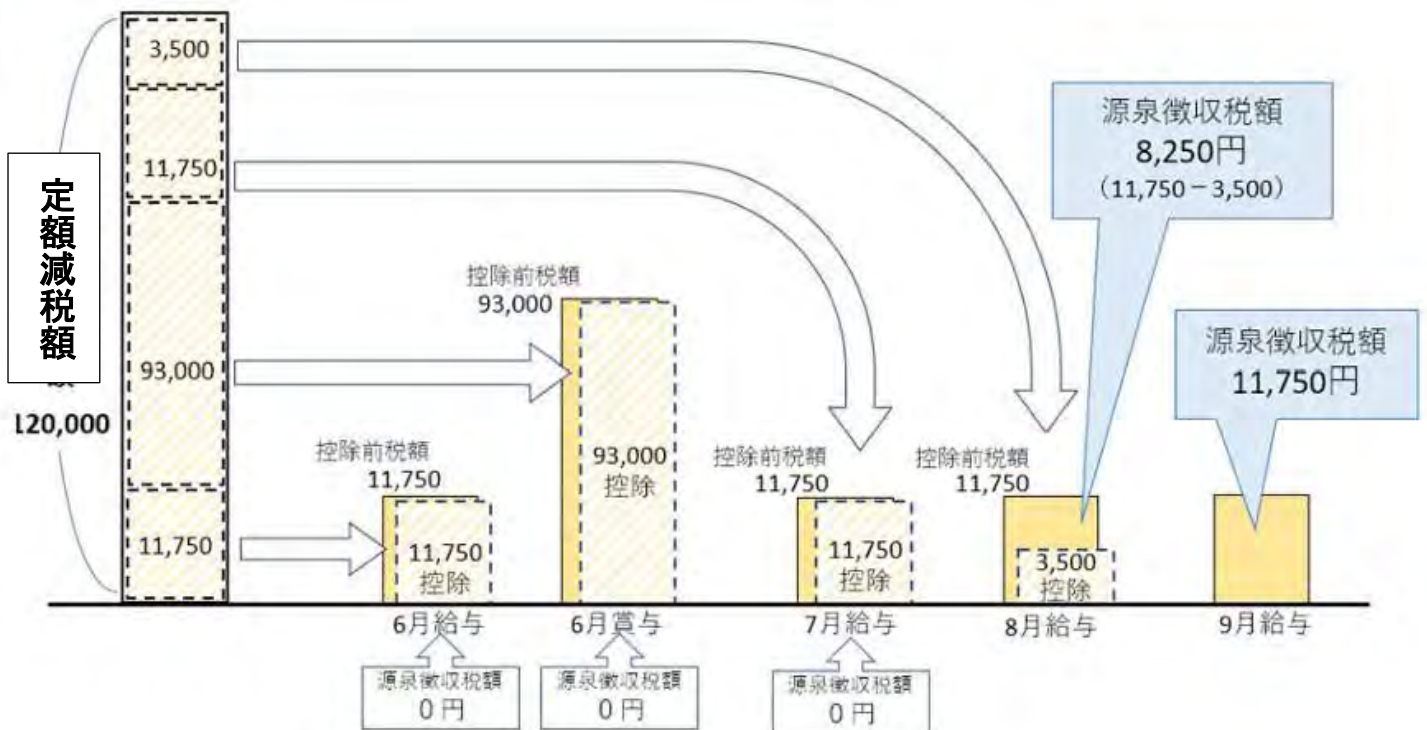 定額減税額
120,000
3,500
11,750
93,000
11,750
控除前税額
11,750
11,750
控除
6月給与
源泉徴収税額
0円
控除前税額
93,000
93,000
控除
6月賞与
源泉徴収税額
0円
控除前税額
11,750
11,750
控除
7月給与
源泉徴収税額
0円
控除前税額
11,750
3,500
控除
8月給与
源泉徴収税額
8,250円
(11,750－3,500)
源泉徴収税額
11,750円
9月給与